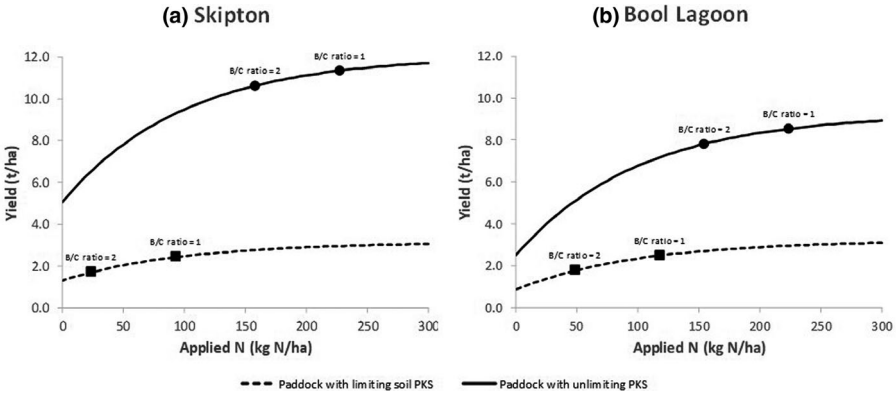 (a) Skipton
12.0
10.0
8.0
6.0
4.0
2.0
0.0
Yield (t/ha)
B/C ratio = 2
B/C ratio = 1
B/C ratio = 2
B/C ratio = 1
0 50 100 150 200 250 300
Applied N (kg N/ha)
(b) Bool Lagoon
12.0
10.0
8.0
6.0
4.0
2.0
0.0
Yield (t/ha)
B/C ratio = 2
B/C ratio = 1
B/C ratio = 2
B/C ratio = 1
0 50 100 150 200 250 300
Applied N (kg N/ha)
Paddock with limiting soil PKS Paddock with unlimiting PKS